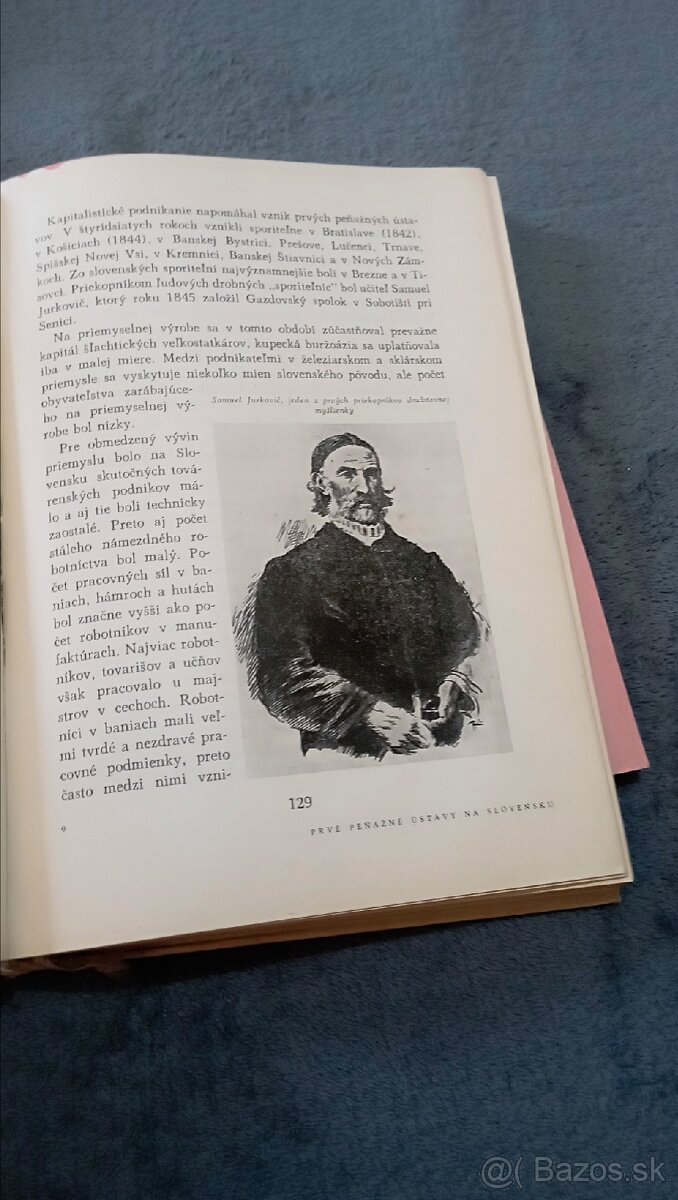 Kapitalistické podnikanie napomáhal vznik prvých peňažných ústa-
vov. V štyridsiatych rokoch vznikli sporiteľne v Bratislave (1842),
v Košiciach (1844), v Banskej Bystrici, Prešove, Lučenci, Trnave,
Spišskej Novej Vsi, v Kremnici, Banskej Štiavnici a v Nových Zám-
koch. Zo slovenských sporiteľní najvýznamnejšie boli v Brezne a v Ti-
sovci. Priekopníkom ľudových drobných „sporiteľníc" bol učiteľ Samuel
Jurkovič, ktorý roku 1845 založil Gazdovský spolok v Sobotišti pri
Senici.
Na priemyselnej výrobe sa v tomto období zúčastňoval prevažne
kapitál šľachtických veľkostatkárov, kupecká buržoázia sa uplatňovala
iba v malej miere. Medzi podnikateľmi v železiarskom a sklárskom
priemysle sa vyskytuje niekoľko mien slovenského pôvodu, ale počet
obyvateľstva zarábajúce-
ho na priemyselnej vý-
robe bol nízky.
Samuel Jurkovič, jeden z prvých priekopníkov družstevnej
myšlienky
Pre obmedzený vývin
priemyslu bolo na Slo-
vensku skutočných tová-
renských podnikov má-
lo a aj tie boli technicky
zaostalé. Preto aj počet
stáleho námezdného ro-
botníctva bol malý. Po-
čet pracovných síl v ba-
niach, hámroch a hutách
bol značne vyšší ako po-
čet robotníkov v manu-
faktúrach. Najviac robot-
níkov, tovarišov a učňov
však pracovalo u maj-
strov v cechoch. Robot-
níci v baniach mali veľ-
mi tvrdé a nezdravé pra-
covné podmienky, preto
často medzi nimi vzni-
129
9
PRVÉ PEŇAŽNÉ ÚSTAVY NA SLOVENSKU
@( Bazos.sk